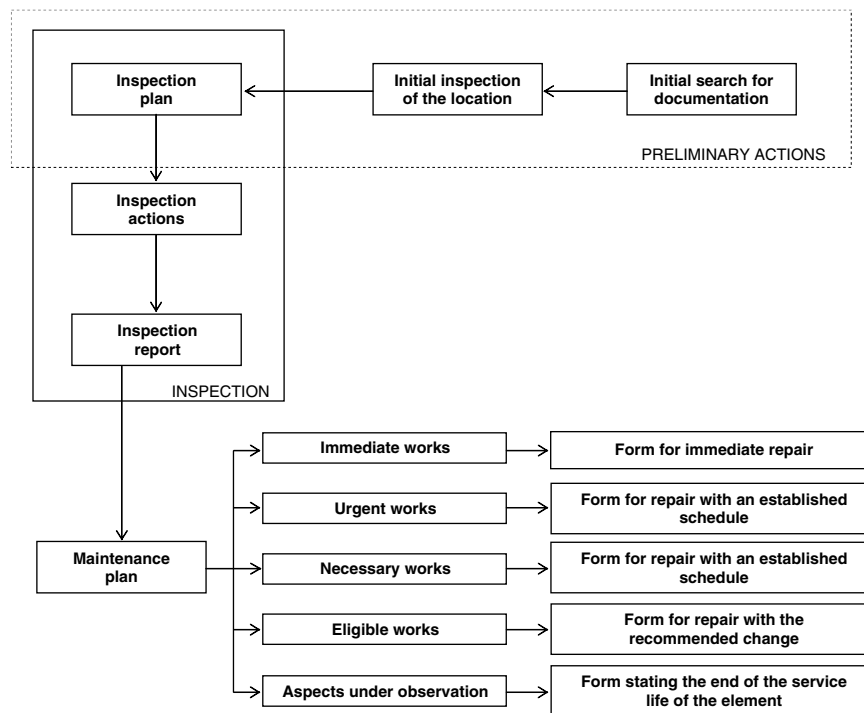 Inspection
plan
Initial inspection
of the location
Initial search for
documentation
PRELIMINARY ACTIONS
Inspection
actions
Inspection
report
INSPECTION
Maintenance
plan
Immediate works
Form for immediate repair
Urgent works
Form for repair with an established
schedule
Necessary works
Form for repair with an established
schedule
Eligible works
Form for repair with the
recommended change
Aspects under observation
Form stating the end of the service
life of the element